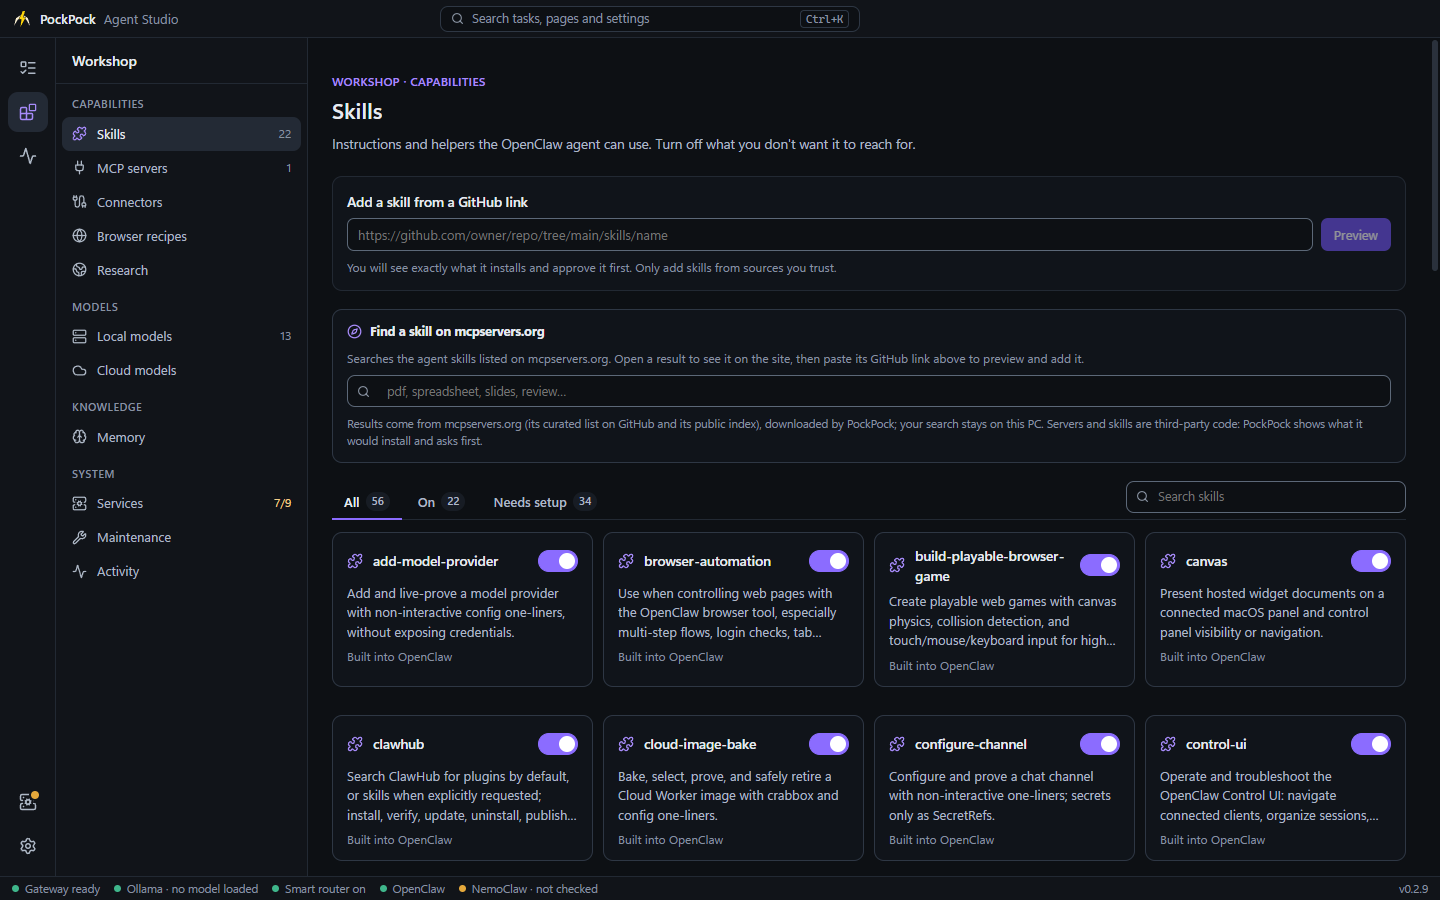 PockPock Agent Studio
Search tasks, pages and settings
Ctrl+K
Workshop
CAPABILITIES
Skills 22
MCP servers 1
Connectors
Browser recipes
Research
MODELS
Local models 13
Cloud models
KNOWLEDGE
Memory
SYSTEM
Services 7/9
Maintenance
Activity
WORKSHOP · CAPABILITIES
Skills
Instructions and helpers the OpenClaw agent can use. Turn off what you don't want it to reach for.
Add a skill from a GitHub link
https://github.com/owner/repo/tree/main/skills/name
Preview
You will see exactly what it installs and approve it first. Only add skills from sources you trust.
Find a skill on mcpservers.org
Searches the agent skills listed on mcpservers.org. Open a result to see it on the site, then paste its GitHub link above to preview and add it.
pdf, spreadsheet, slides, review...
Results come from mcpservers.org (its curated list on GitHub and its public index), downloaded by PockPock; your search stays on this PC. Servers and skills are third-party code: PockPock shows what it
would install and asks first.
All 56
On 22
Needs setup 34
Search skills
add-model-provider
Add and live-prove a model provider
with non-interactive config one-liners,
without exposing credentials.
Built into OpenClaw
browser-automation
Use when controlling web pages with
the OpenClaw browser tool, especially
multi-step flows, login checks, tab...
Built into OpenClaw
build-playable-browser-
game
Create playable web games with canvas
physics, collision detection, and
touch/mouse/keyboard input for high...
Built into OpenClaw
canvas
Present hosted widget documents on a
connected macOS panel and control
panel visibility or navigation.
Built into OpenClaw
clawhub
Search ClawHub for plugins by default,
or skills when explicitly requested;
install, verify, update, uninstall, publish...
Built into OpenClaw
cloud-image-bake
Bake, select, prove, and safely retire a
Cloud Worker image with crabbox and
config one-liners.
Built into OpenClaw
configure-channel
Configure and prove a chat channel
with non-interactive one-liners; secrets
only as SecretRefs.
Built into OpenClaw
control-ui
Operate and troubleshoot the
OpenClaw Control UI: navigate
connected clients, organize sessions,...
Built into OpenClaw
Gateway ready
Ollama · no model loaded
Smart router on
OpenClaw
NemoClaw · not checked
v0.2.9